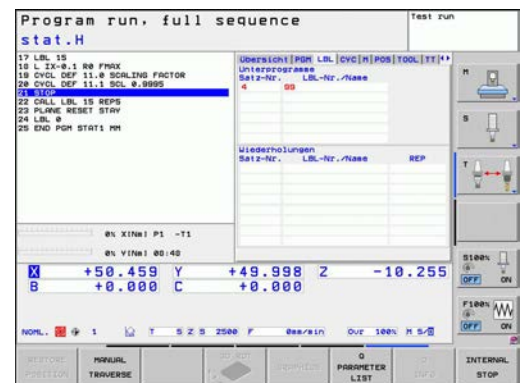 Program run, full sequence
Test run
stat.H
17 LBL 15
18 L IX-0.1 R0 FMAX
19 CYCL DEF 11.0 SCALING FACTOR
20 CYCL DEF 11.1 SCL 0.9995
21 STOP
22 CALL LBL 15 REP5
23 PLANE RESET STAY
24 LBL 0
25 END PGM STAT1 MM
Übersicht PGM LBL CYC M POS TOOL TT
Unterprogramme
Satz-Nr. LBL-Nr./Name
4 99
Wiederholungen
Satz-Nr. LBL-Nr./Name REP
0% X[Nm] P1 -T1
0% Y[Nm] 00:40
X +50.459 Y +49.998 Z -10.255
B +0.000 C +0.000
NOML. 1 T 5 Z S 2500 F 0mm/min Ovr 100% M 5/8
M
S
T
S100%
OFF ON
F100%
OFF ON
RESTORE POSITION
MANUAL TRAVERSE
3D ROT
GRAPHICS
Q PARAMETER LIST
Q INFO
INTERNAL STOP